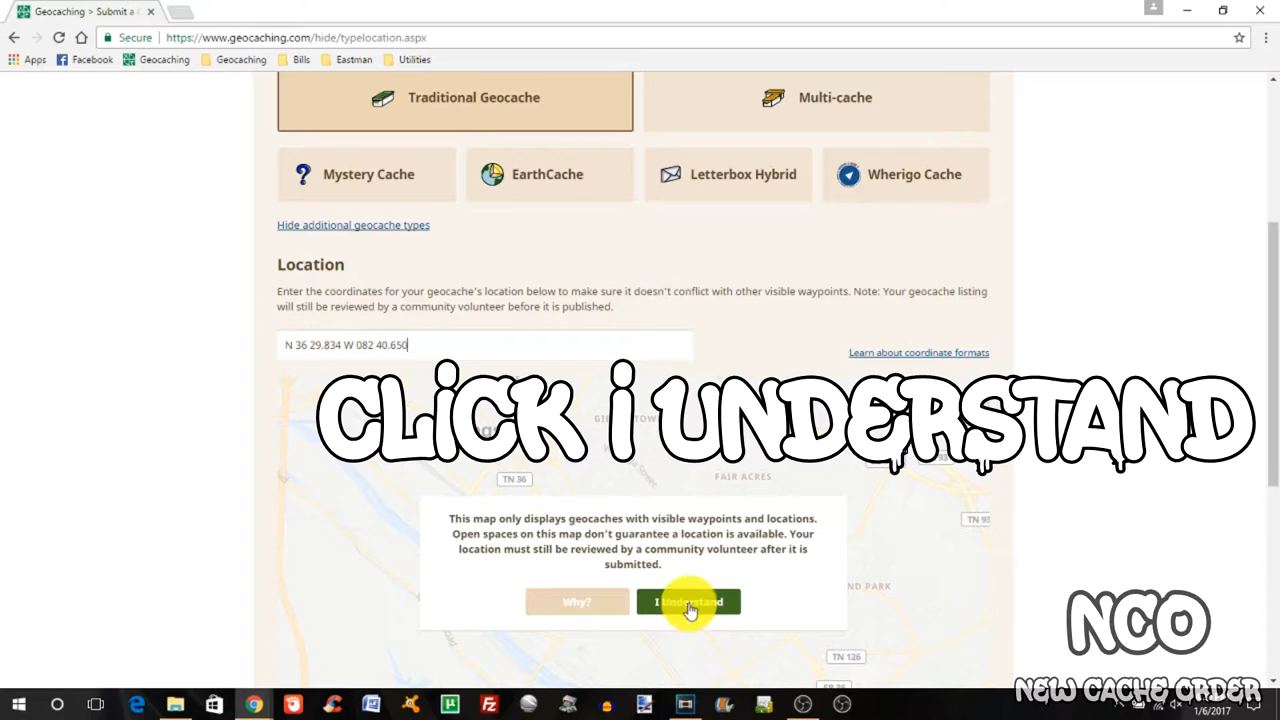 Geocaching > Submit a
Secure https://www.geocaching.com/hide/typelocation.aspx
Apps Facebook Geocaching Geocaching Bills Eastman Utilities
Traditional Geocache Multi-cache
Mystery Cache EarthCache Letterbox Hybrid Wherigo Cache
Hide additional geocache types
Location
Enter the coordinates for your geocache's location below to make sure it doesn't conflict with other visible waypoints. Note: Your geocache listing
will still be reviewed by a community volunteer before it is published.
N 36 29.834 W 082 40.650
Learn about coordinate formats
CLICK I UNDERSTAND
TN 36
FAIR ACRES
TN 93
This map only displays geocaches with visible waypoints and locations.
Open spaces on this map don't guarantee a location is available. Your
location must still be reviewed by a community volunteer after it is
submitted.
Why? I Understand
ND PARK
NCO
TN 126
NEW CACHE ORDER
1/6/2017